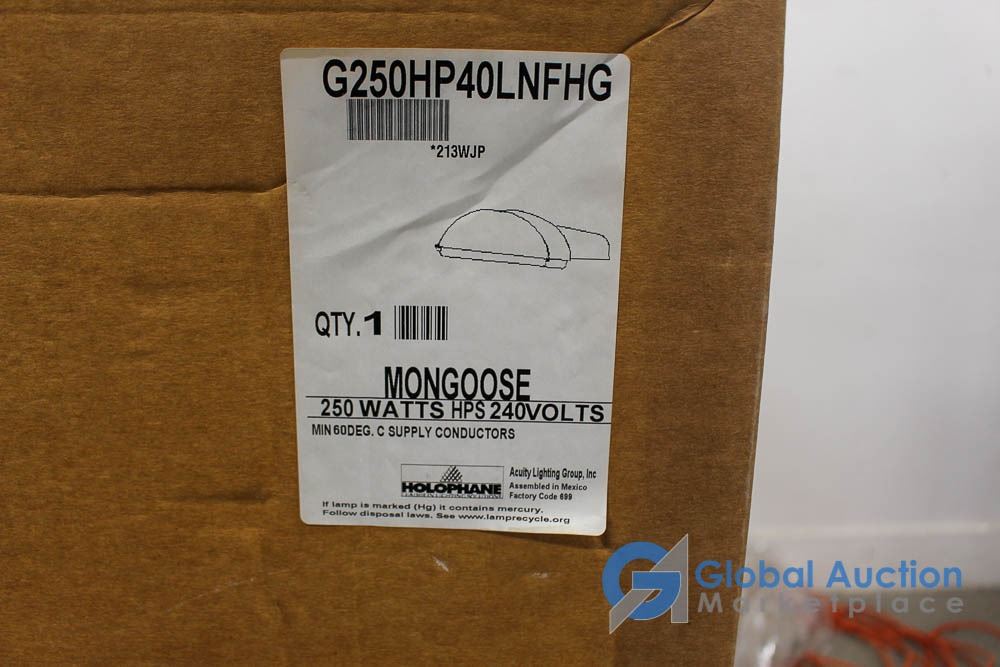 G250HP40LNFHG
*213WJP
QTY.1
MONGOOSE
250 WATTS HPS 240VOLTS
MIN 60DEG. C SUPPLY CONDUCTORS
HOLOPHANE
Acuity Lighting Group, Inc
Assembled in Mexico
Factory Code 699
If lamp is marked (Hg) it contains mercury.
Follow disposal laws. See www.lamprecycle.org
Global Auction
Marketplace